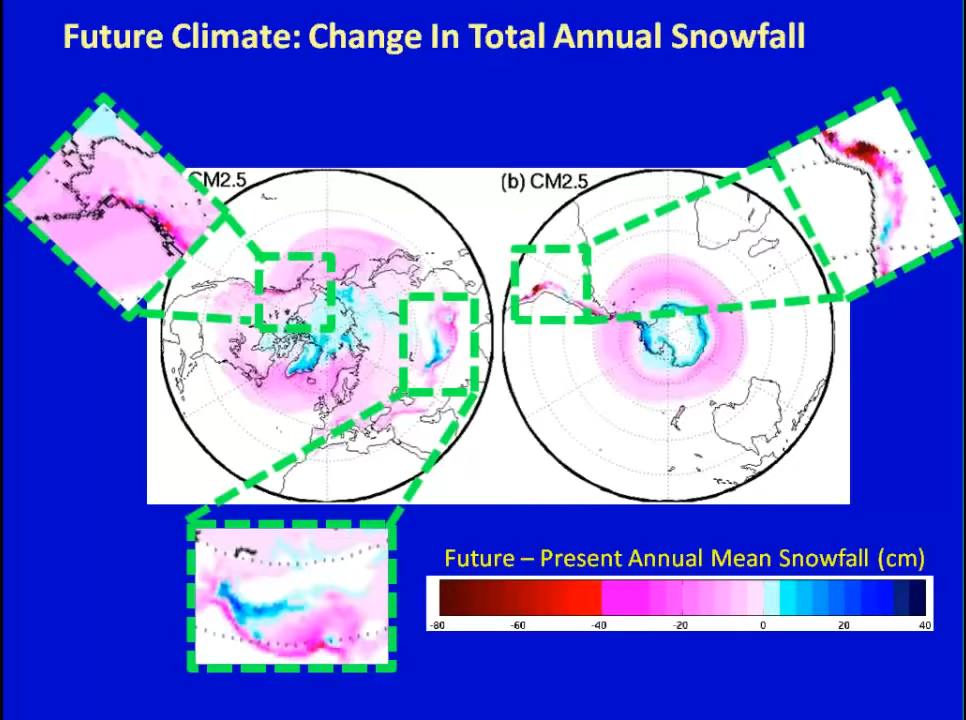 Future Climate: Change In Total Annual Snowfall
CM2.5
(b) CM2.5
Future – Present Annual Mean Snowfall (cm)
-80 -60 -40 -20 0 20 40